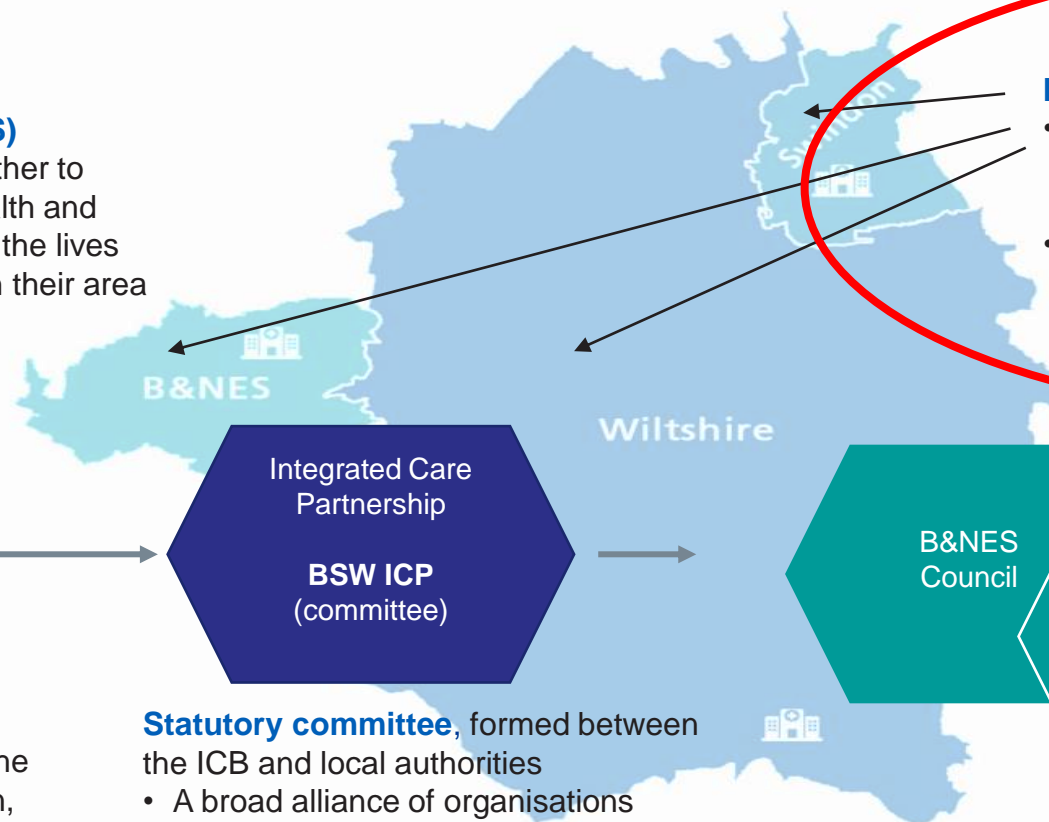 S)
ther to
lth and
the lives
n their area
Swindon
B&NES
Wiltshire
Integrated Care
Partnership
BSW ICP
(committee)
B&NES
Council
Statutory committee, formed between
the ICB and local authorities
• A broad alliance of organisations
ne
n,